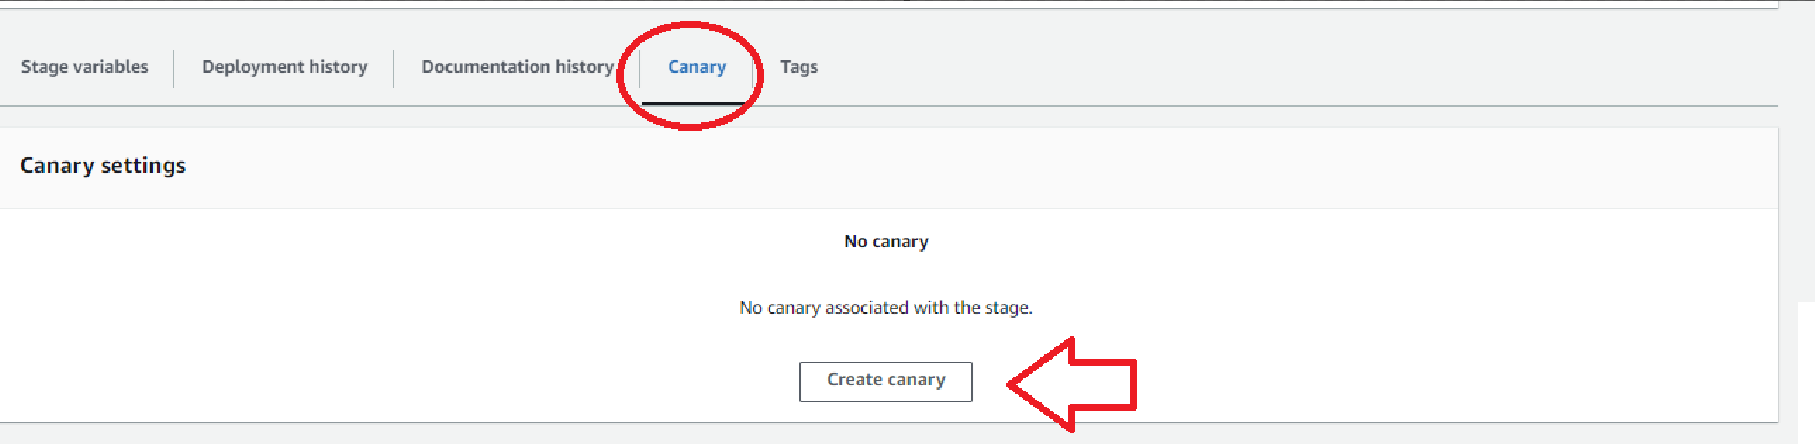 Stage variables Deployment history Documentation history Canary Tags
Canary settings
No canary
No canary associated with the stage.
Create canary